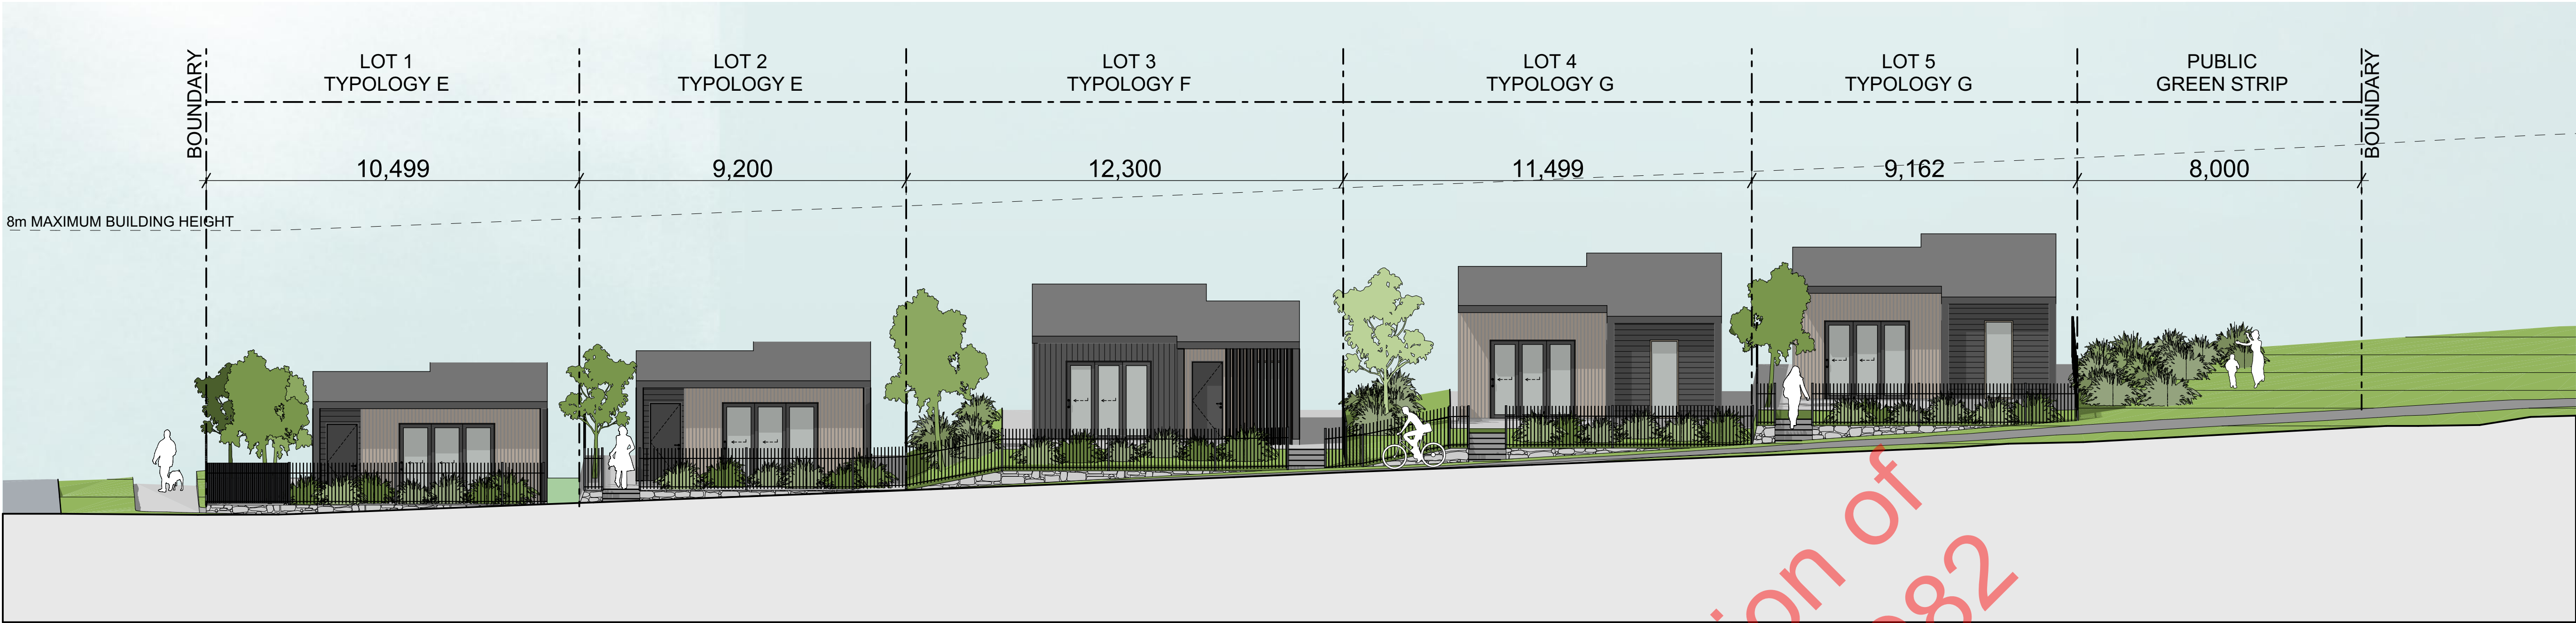 BOUNDARY
LOT 1
TYPOLOGY E
LOT 2
TYPOLOGY E
LOT 3
TYPOLOGY F
LOT 4
TYPOLOGY G
LOT 5
TYPOLOGY G
PUBLIC
GREEN STRIP
BOUNDARY
10,499
9,200
12,300
11,499
9,162
8,000
8m MAXIMUM BUILDING HEIGHT
of